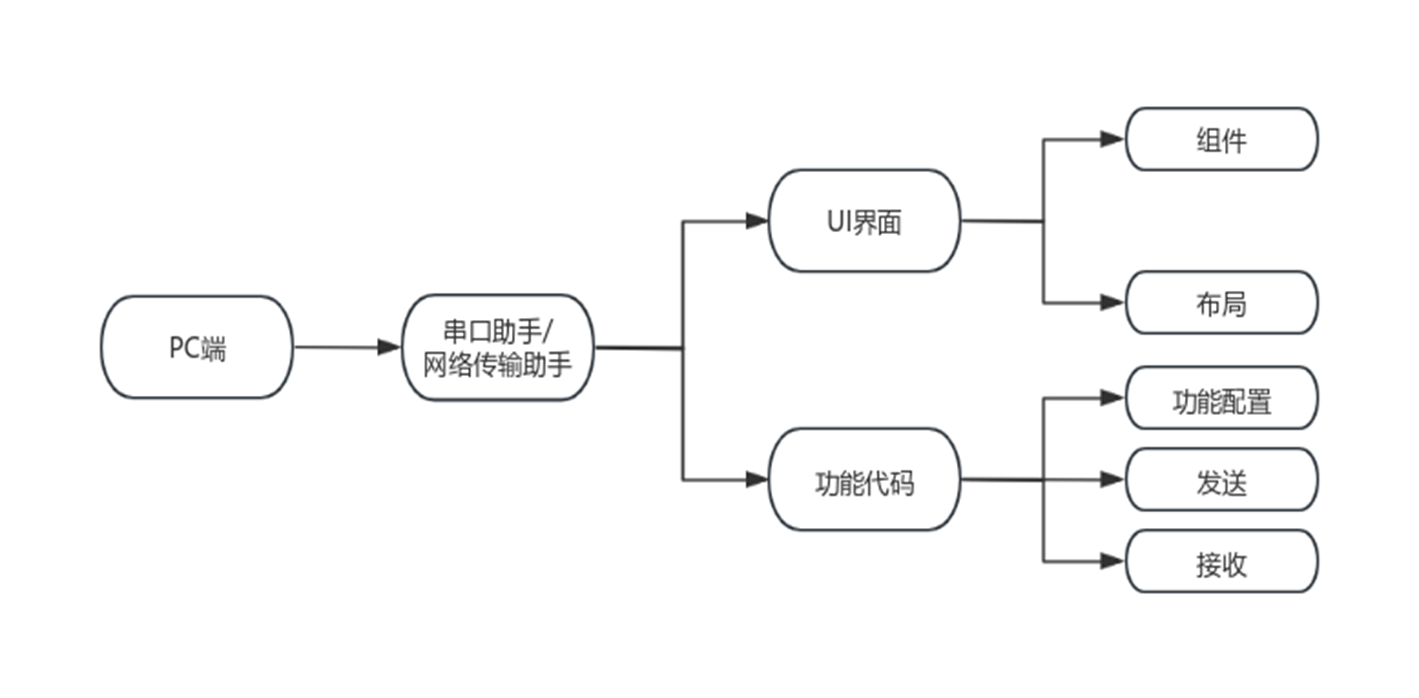 PC端
串口助手/
网络传输助手
UI界面
组件
布局
功能代码
功能配置
发送
接收